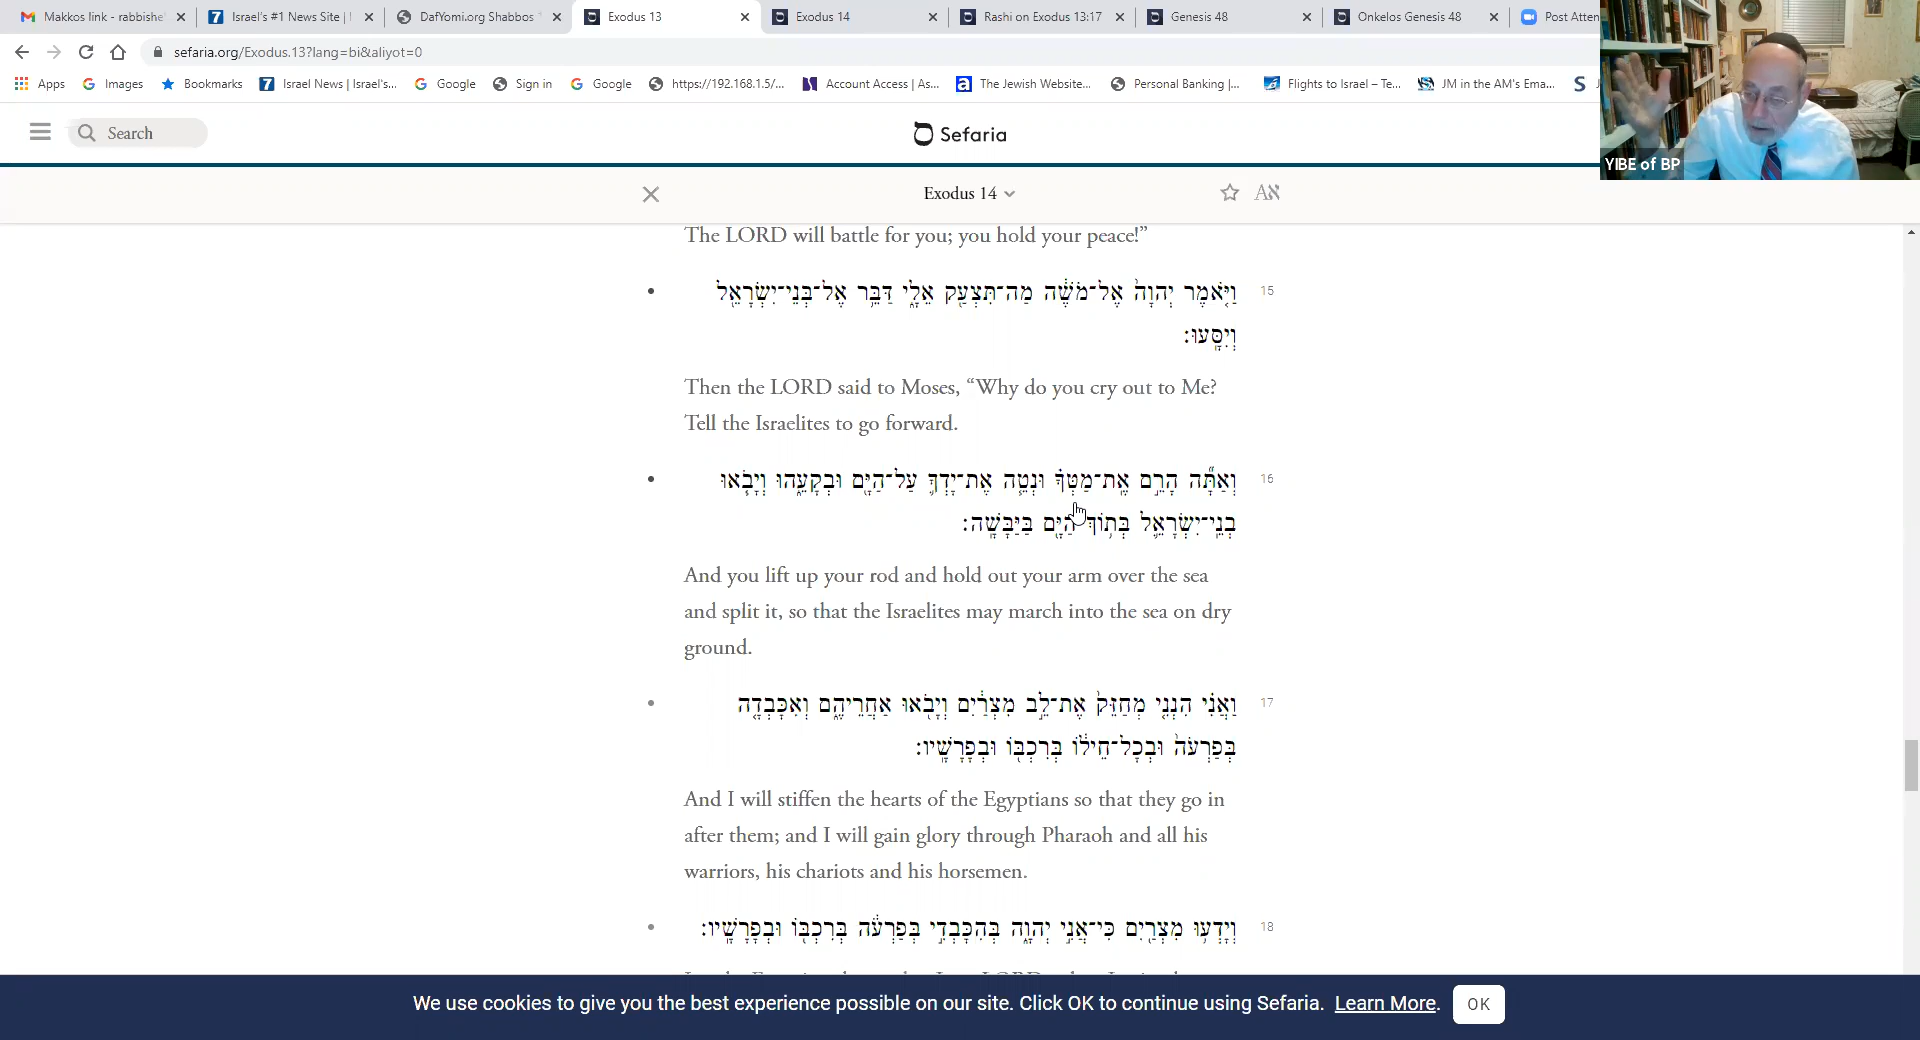 Makkos link - rabbishe
Israel's #1 News Site |
DafYomi.org Shabbos
Exodus 13
Exodus 14
Rashi on Exodus 13:17
Genesis 48
Onkelos Genesis 48
Post Atten
sefaria.org/Exodus.13?lang=bi&aliyot=0
Apps
Images
Bookmarks
Israel News | Israel's...
Google
Sign in
Google
https://192.168.1.5/...
Account Access | As...
The Jewish Website...
Personal Banking |...
Flights to Israel – Te...
JM in the AM's Ema...
YIBE of BP
Search
Sefaria
Exodus 14
The LORD will battle for you; you hold your peace!”
15 וַיֹּ֤אמֶר יְהוָה֙ אֶל־מֹשֶׁ֔ה מַה־תִּצְעַ֖ק אֵלָ֑י דַּבֵּ֥ר אֶל־בְּנֵי־יִשְׂרָאֵ֖ל
וְיִסָּֽעוּ׃
Then the LORD said to Moses, “Why do you cry out to Me?
Tell the Israelites to go forward.
16 וְאַתָּ֞ה הָרֵ֣ם אֶֽת־מַטְּךָ֗ וּנְטֵ֧ה אֶת־יָדְךָ֛ עַל־הַיָּ֖ם וּבְקָעֵ֑הוּ וְיָבֹ֧אוּ
בְנֵֽי־יִשְׂרָאֵ֛ל בְּת֥וֹךְ הַיָּ֖ם בַּיַּבָּשָֽׁה׃
And you lift up your rod and hold out your arm over the sea
and split it, so that the Israelites may march into the sea on dry
ground.
17 וַאֲנִ֗י הִנְנִ֤י מְחַזֵּק֙ אֶת־לֵ֣ב מִצְרַ֔יִם וְיָבֹ֖אוּ אַחֲרֵיהֶ֑ם וְאִכָּבְדָ֤ה
בְּפַרְעֹה֙ וּבְכָל־חֵיל֔וֹ בְּרִכְבּ֖וֹ וּבְפָרָשָֽׁיו׃
And I will stiffen the hearts of the Egyptians so that they go in
after them; and I will gain glory through Pharaoh and all his
warriors, his chariots and his horsemen.
18 וְיָדְע֥וּ מִצְרַ֖יִם כִּי־אֲנִ֣י יְהוָ֑ה בְּהִכָּבְדִ֣י בְּפַרְעֹ֔ה בְּרִכְבּ֖וֹ וּבְפָרָשָֽׁיו׃
We use cookies to give you the best experience possible on our site. Click OK to continue using Sefaria. Learn More.
OK